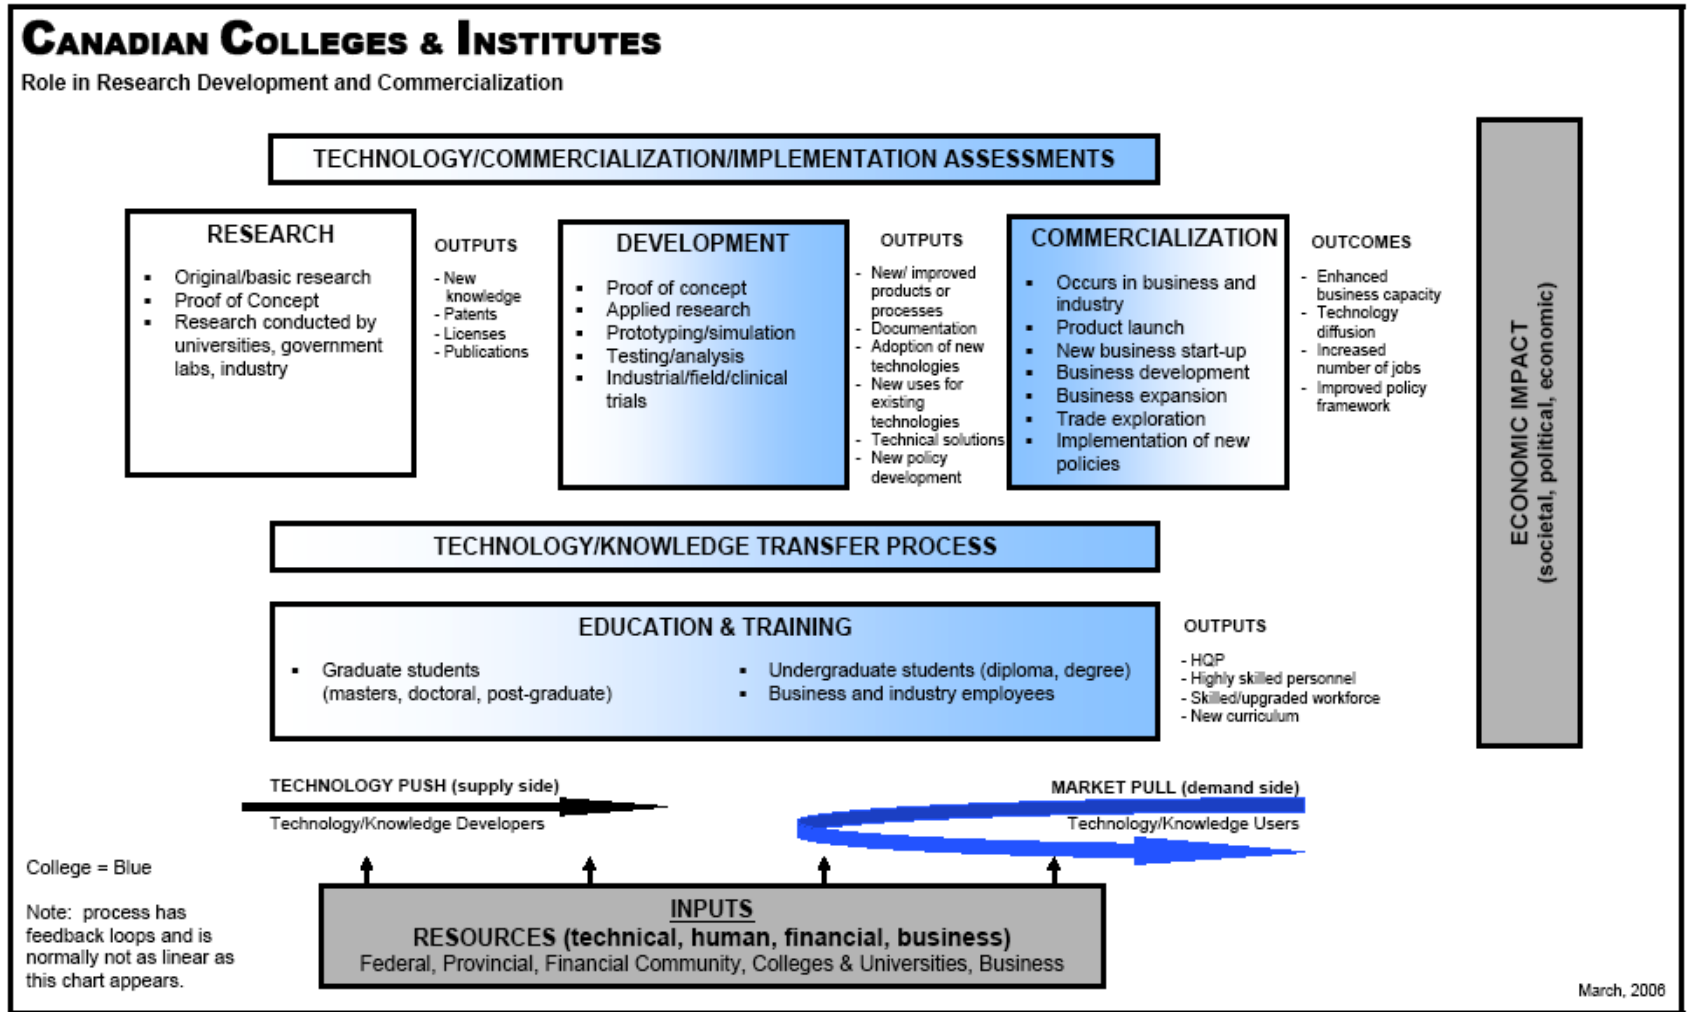 CANADIAN COLLEGES & INSTITUTES
Role in Research Development and Commercialization
TECHNOLOGY/COMMERCIALIZATION/IMPLEMENTATION ASSESSMENTS
RESEARCH
▪ Original/basic research
▪ Proof of Concept
▪ Research conducted by
universities, government
labs, industry
OUTPUTS
- New
knowledge
- Patents
- Licenses
- Publications
DEVELOPMENT
▪ Proof of concept
▪ Applied research
▪ Prototyping/simulation
▪ Testing/analysis
▪ Industrial/field/clinical
trials
OUTPUTS
- New/ improved
products or
processes
- Documentation
- Adoption of new
technologies
- New uses for
existing
technologies
- Technical solutions
- New policy
development
COMMERCIALIZATION
▪ Occurs in business and
industry
▪ Product launch
▪ New business start-up
▪ Business development
▪ Business expansion
▪ Trade exploration
▪ Implementation of new
policies
OUTCOMES
- Enhanced
business capacity
- Technology
diffusion
- Increased
number of jobs
- Improved policy
framework
ECONOMIC IMPACT
(societal, political, economic)
TECHNOLOGY/KNOWLEDGE TRANSFER PROCESS
EDUCATION & TRAINING
▪ Graduate students
(masters, doctoral, post-graduate)
▪ Undergraduate students (diploma, degree)
▪ Business and industry employees
OUTPUTS
- HQP
- Highly skilled personnel
- Skilled/upgraded workforce
- New curriculum
TECHNOLOGY PUSH (supply side)
Technology/Knowledge Developers
MARKET PULL (demand side)
Technology/Knowledge Users
College = Blue
Note: process has
feedback loops and is
normally not as linear as
this chart appears.
INPUTS
RESOURCES (technical, human, financial, business)
Federal, Provincial, Financial Community, Colleges & Universities, Business
March, 2006